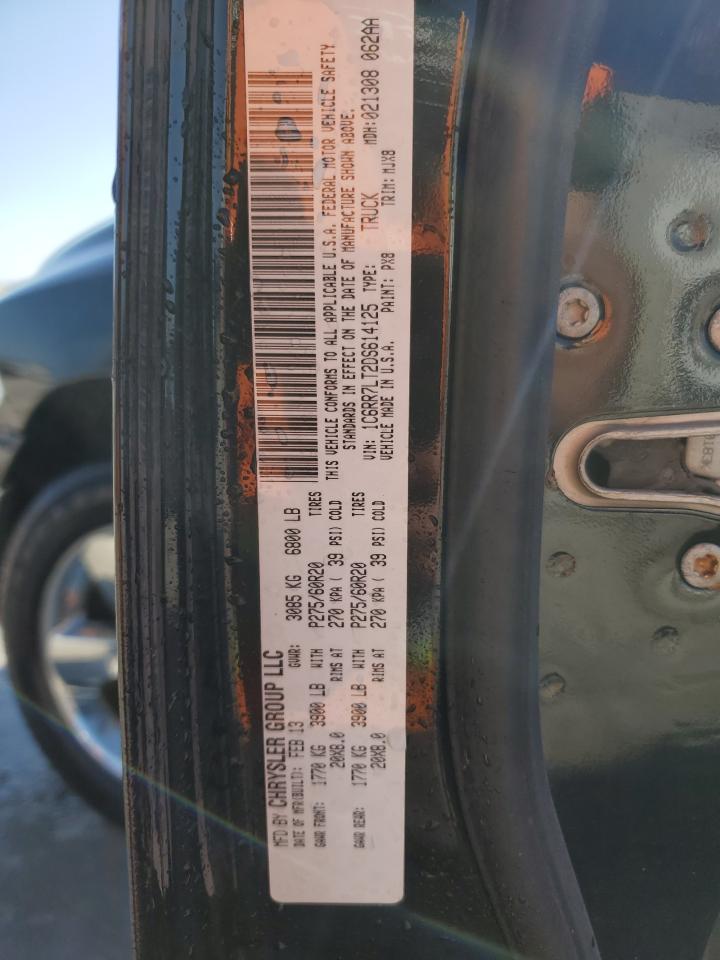 MFD BY CHRYSLER GROUP LLC
DATE OF MFR(BUILT): FEB 13 GVWR: 3085 KG 6800 LB
GAWR FRONT: 1770 KG 3900 LB WITH P275/60R20 TIRES
20X8.0 RIMS AT 270 KPA ( 39 PSI) COLD
GAWR REAR: 1770 KG 3900 LB WITH P275/60R20 TIRES
20X8.0 RIMS AT 270 KPA ( 39 PSI) COLD
THIS VEHICLE CONFORMS TO ALL APPLICABLE U.S.A. FEDERAL MOTOR VEHICLE SAFETY
STANDARDS IN EFFECT ON THE DATE OF MANUFACTURE SHOWN ABOVE.
VIN: 1C6RR7LT2DS614125 TYPE: TRUCK MDH:021308 062AA
VEHICLE MADE IN U.S.A. PAINT: PX8 TRIM: MJX8